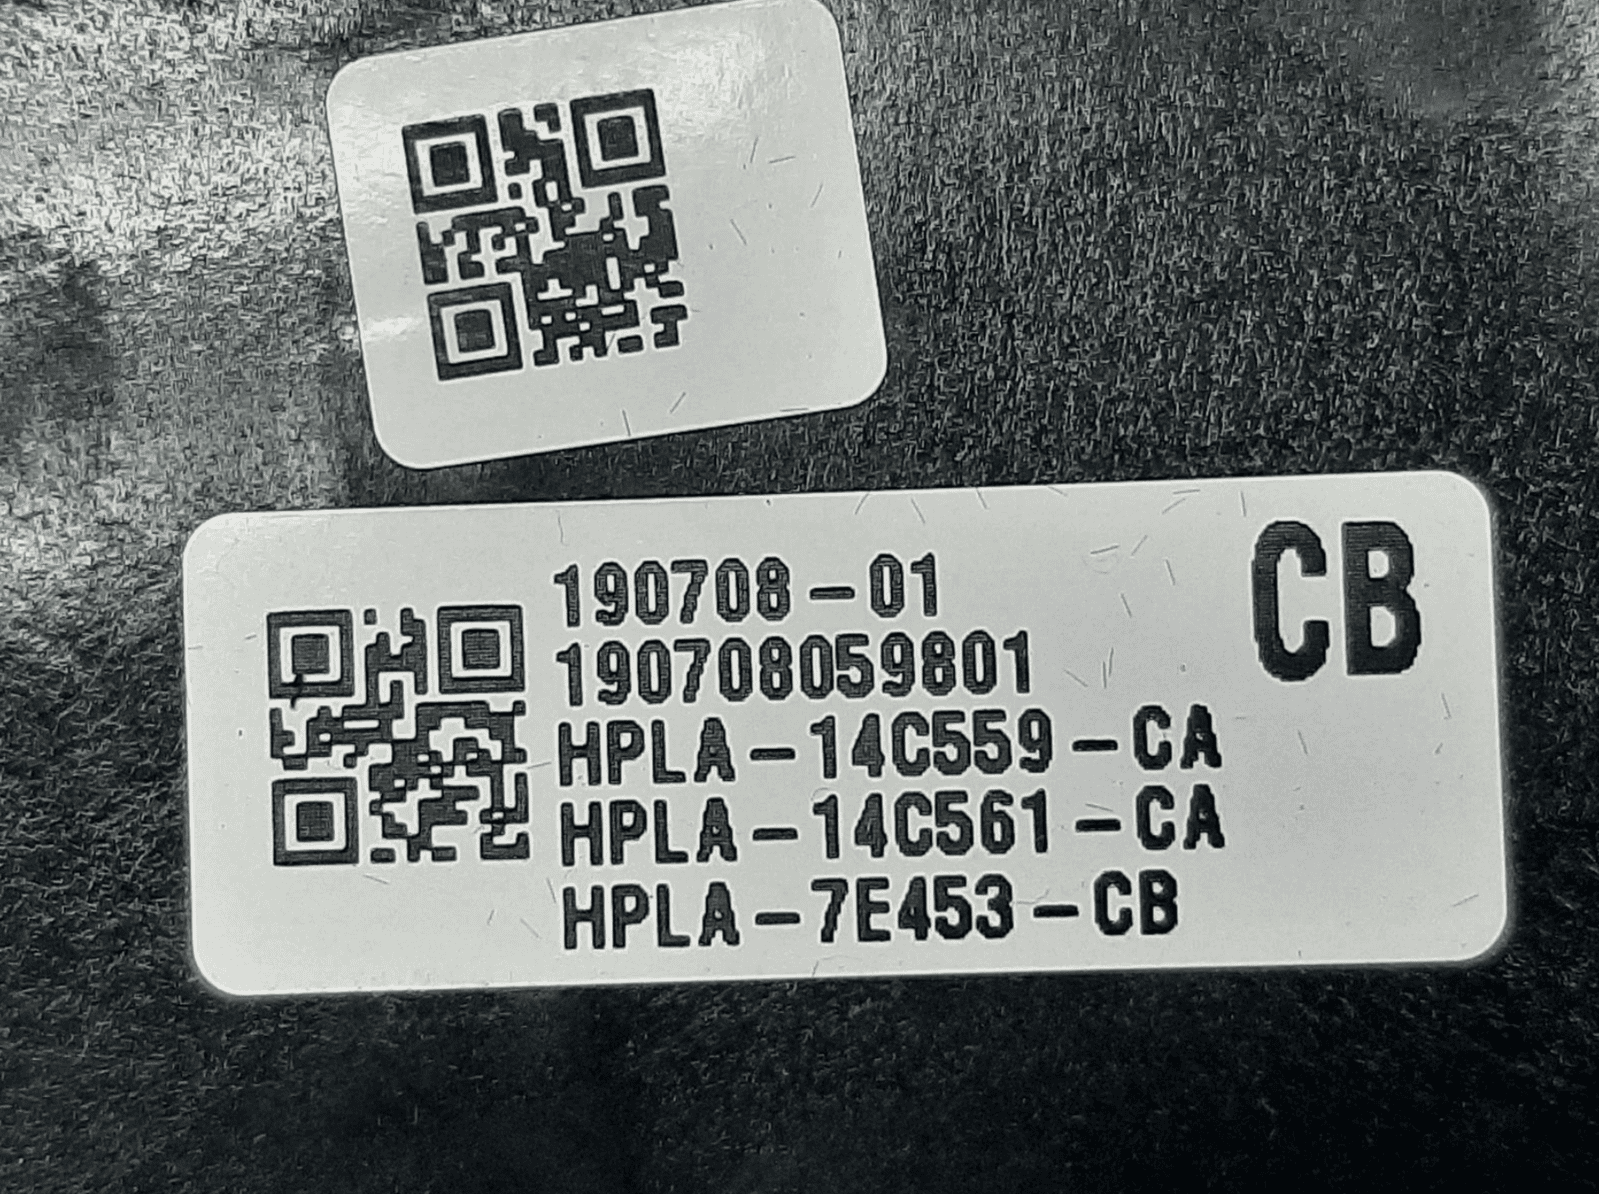 190708-01
190708059801
HPLA-14C559-CA
HPLA-14C561-CA
HPLA-7E453-CB
CB